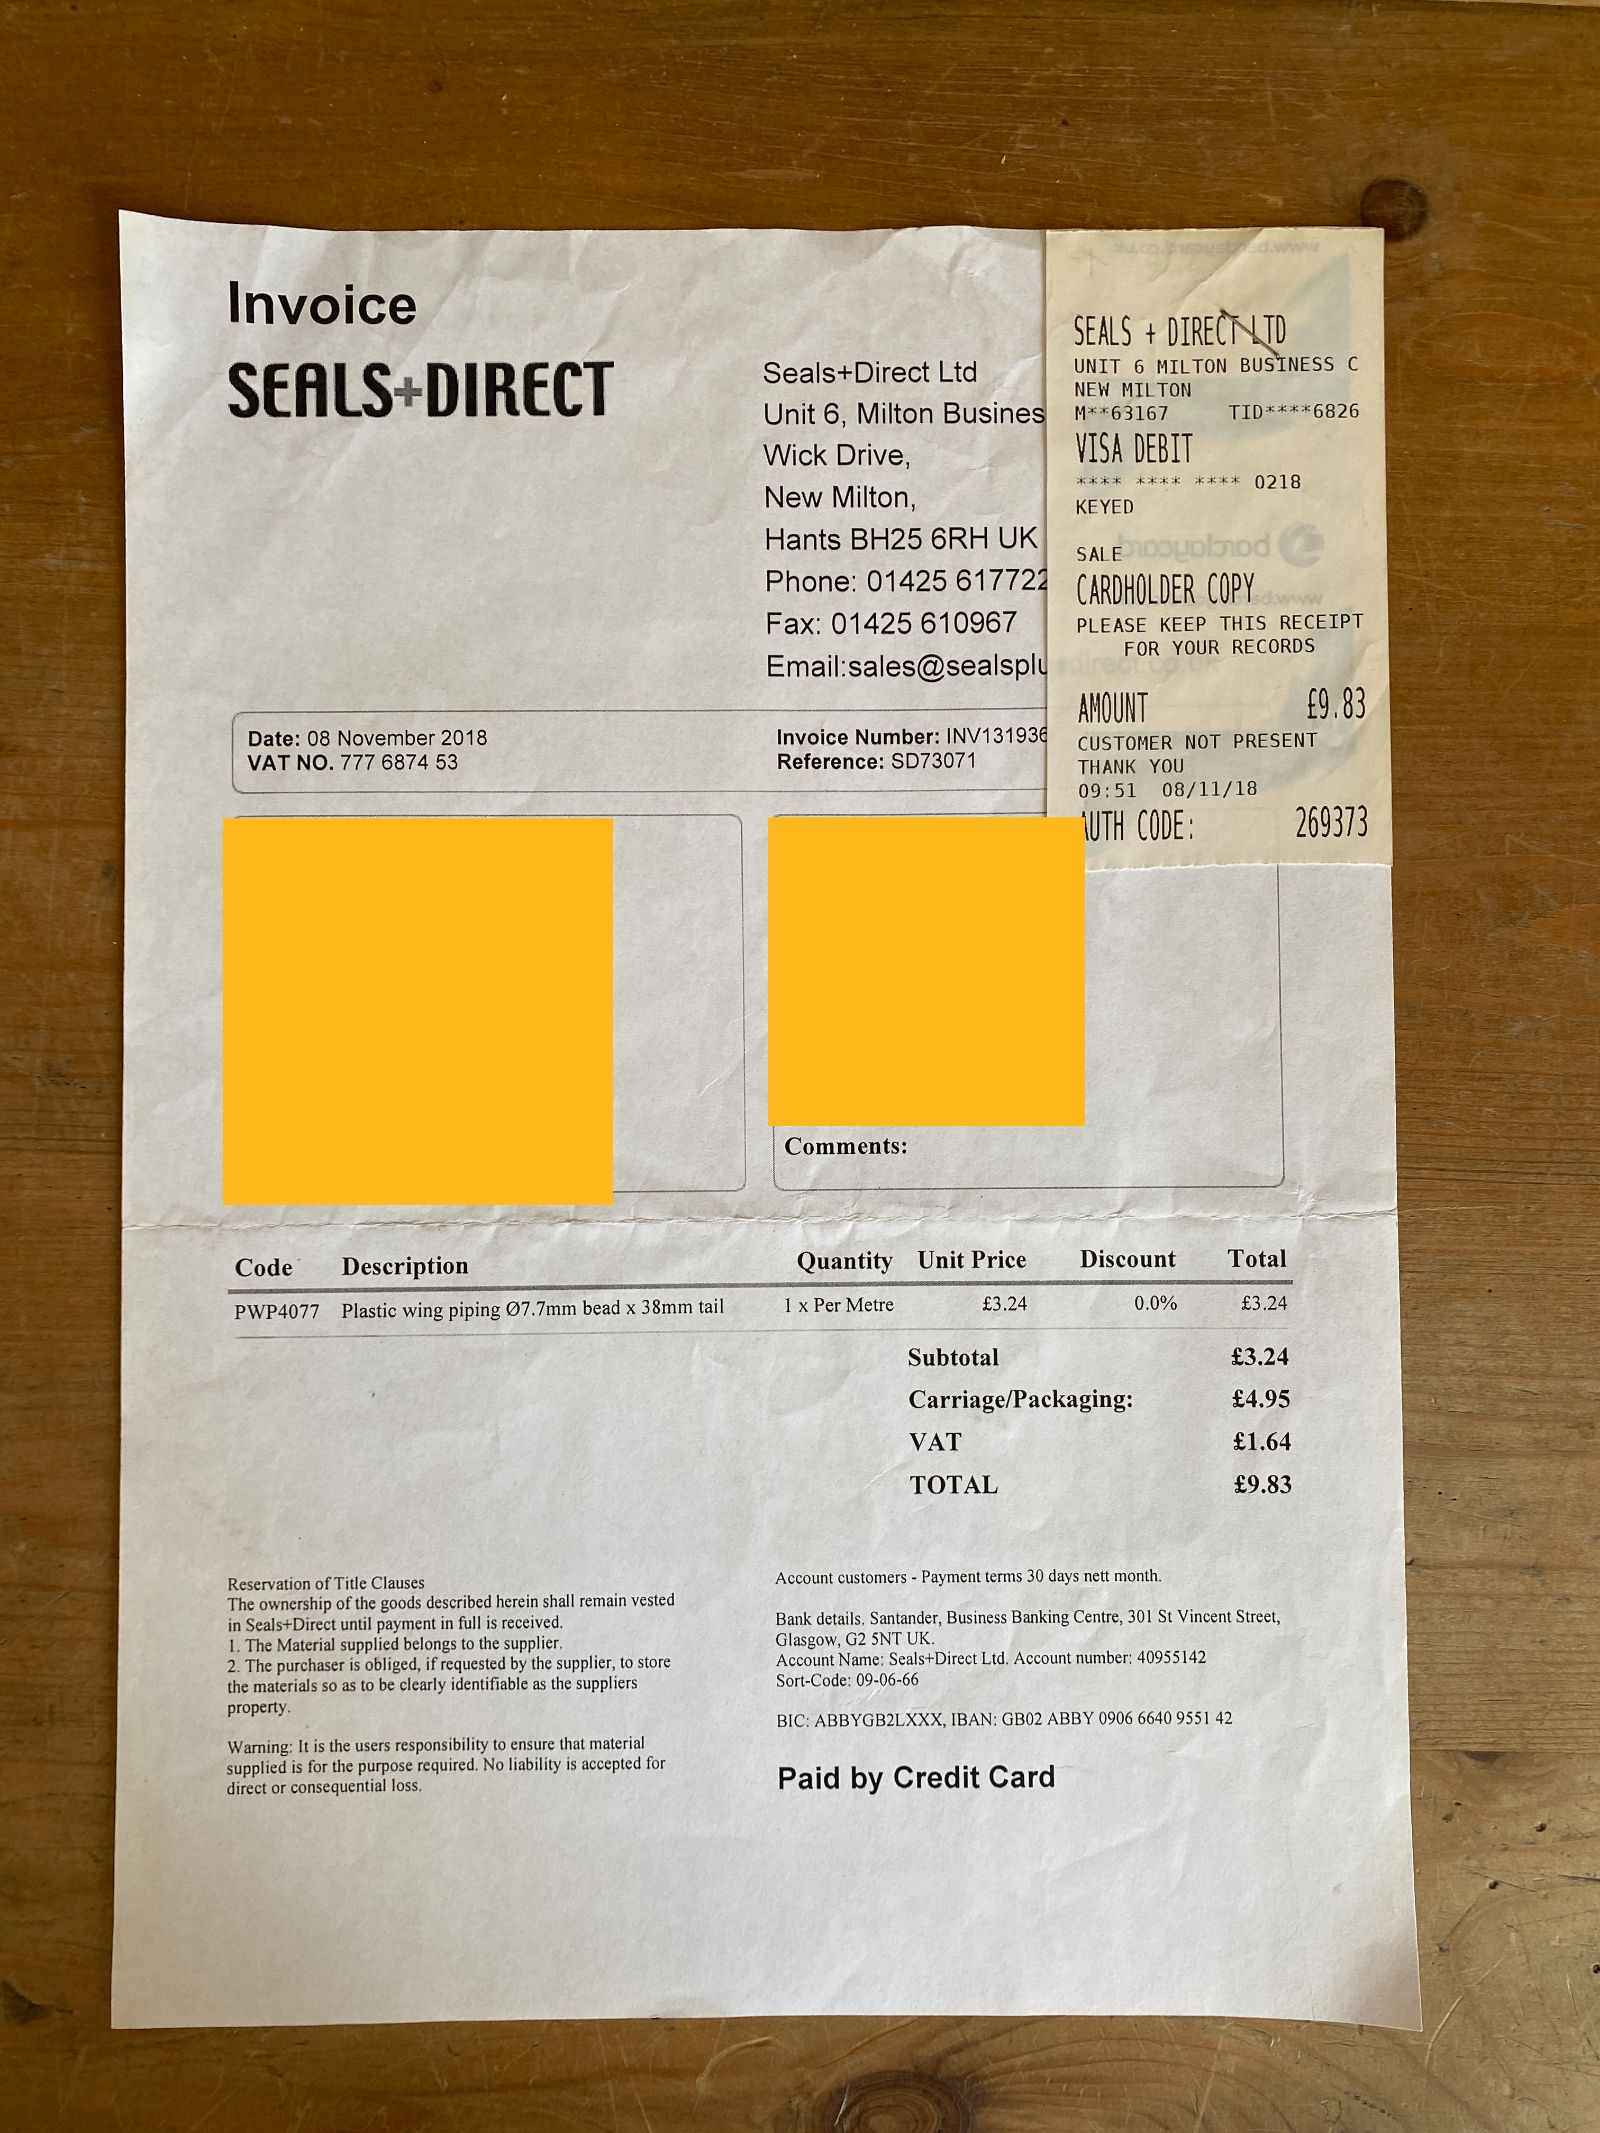 Invoice
SEALS+DIRECT
Seals+Direct Ltd
Unit 6, Milton Busines
Wick Drive,
New Milton,
Hants BH25 6RH UK
Phone: 01425 617722
Fax: 01425 610967
Email:sales@sealsplusdirect.co.uk
Date: 08 November 2018
VAT NO. 777 6874 53
Invoice Number: INV131936
Reference: SD73071
www.barclaycard.co.uk
SEALS + DIRECT LTD
UNIT 6 MILTON BUSINESS C
NEW MILTON
M**63167 TID****6826
VISA DEBIT
**** **** **** 0218
KEYED
barclaycard
SALE
CARDHOLDER COPY
PLEASE KEEP THIS RECEIPT
FOR YOUR RECORDS
AMOUNT £9.83
CUSTOMER NOT PRESENT
THANK YOU
09:51 08/11/18
AUTH CODE: 269373
Comments:
Code Description Quantity Unit Price Discount Total
PWP4077 Plastic wing piping Ø7.7mm bead x 38mm tail 1 x Per Metre £3.24 0.0% £3.24
Subtotal £3.24
Carriage/Packaging: £4.95
VAT £1.64
TOTAL £9.83
Reservation of Title Clauses
The ownership of the goods described herein shall remain vested
in Seals+Direct until payment in full is received.
1. The Material supplied belongs to the supplier.
2. The purchaser is obliged, if requested by the supplier, to store
the materials so as to be clearly identifiable as the suppliers
property.
Warning: It is the users responsibility to ensure that material
supplied is for the purpose required. No liability is accepted for
direct or consequential loss.
Account customers - Payment terms 30 days nett month.
Bank details. Santander, Business Banking Centre, 301 St Vincent Street,
Glasgow, G2 5NT UK.
Account Name: Seals+Direct Ltd. Account number: 40955142
Sort-Code: 09-06-66
BIC: ABBYGB2LXXX, IBAN: GB02 ABBY 0906 6640 9551 42
Paid by Credit Card